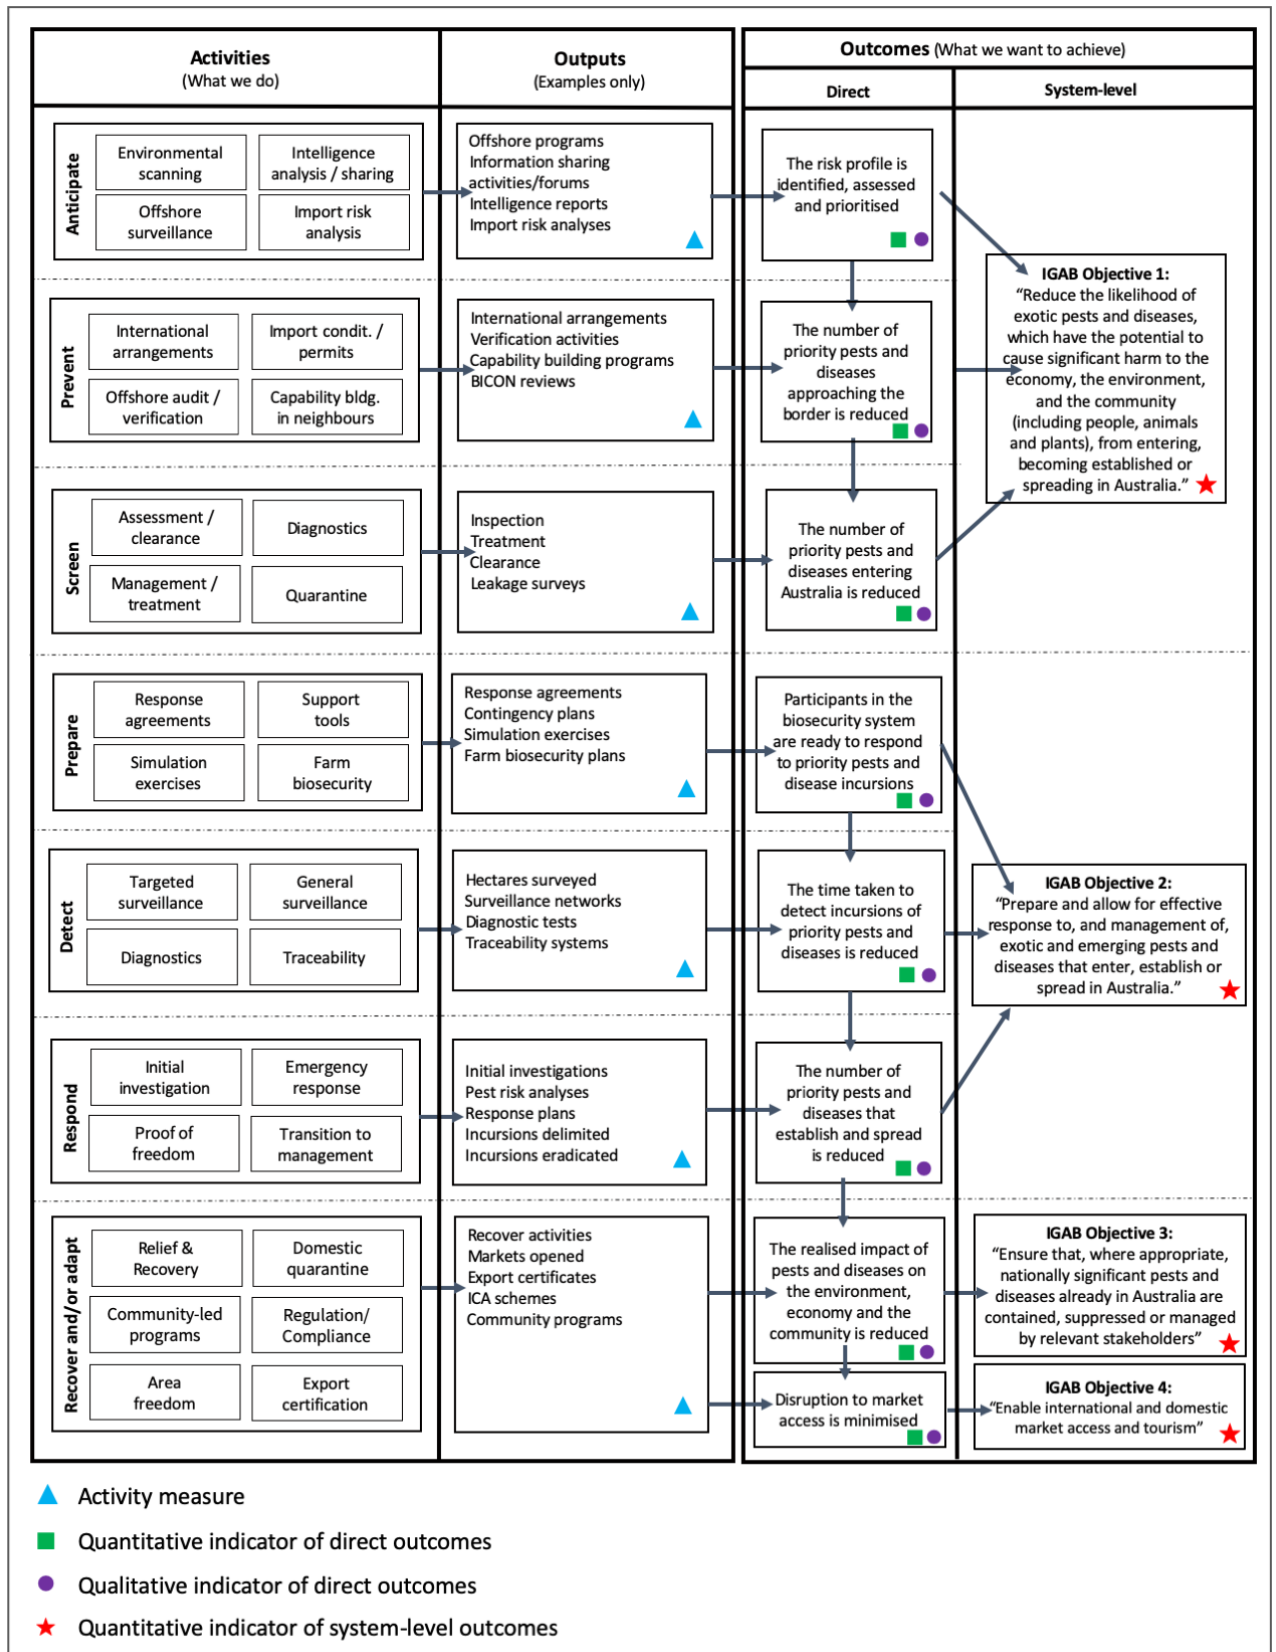 Activities
(What we do)
Outputs
(Examples only)
Outcomes (What we want to achieve)
Direct
System-level
Anticipate
Environmental
scanning
Intelligence
analysis / sharing
Offshore
surveillance
Import risk
analysis
Offshore programs
Information sharing
activities/forums
Intelligence reports
Import risk analyses
The risk profile is
identified, assessed
and prioritised
IGAB Objective 1:
“Reduce the likelihood of
exotic pests and diseases,
which have the potential to
cause significant harm to the
economy, the environment,
and the community
(including people, animals
and plants), from entering,
becoming established or
spreading in Australia.”
Prevent
International
arrangements
Import condit. /
permits
Offshore audit /
verification
Capability bldg.
in neighbours
International arrangements
Verification activities
Capability building programs
BICON reviews
The number of
priority pests and
diseases
approaching the
border is reduced
Screen
Assessment /
clearance
Diagnostics
Management /
treatment
Quarantine
Inspection
Treatment
Clearance
Leakage surveys
The number of
priority pests and
diseases entering
Australia is reduced
Prepare
Response
agreements
Support
tools
Simulation
exercises
Farm
biosecurity
Response agreements
Contingency plans
Simulation exercises
Farm biosecurity plans
Participants in the
biosecurity system
are ready to respond
to priority pests and
disease incursions
Detect
Targeted
surveillance
General
surveillance
Diagnostics
Traceability
Hectares surveyed
Surveillance networks
Diagnostic tests
Traceability systems
The time taken to
detect incursions of
priority pests and
diseases is reduced
IGAB Objective 2:
“Prepare and allow for effective
response to, and management of,
exotic and emerging pests and
diseases that enter, establish or
spread in Australia.”
Respond
Initial
investigation
Emergency
response
Proof of
freedom
Transition to
management
Initial investigations
Pest risk analyses
Response plans
Incursions delimited
Incursions eradicated
The number of
priority pests and
diseases that
establish and spread
is reduced
Recover and/or adapt
Relief &
Recovery
Domestic
quarantine
Community-led
programs
Regulation/
Compliance
Area
freedom
Export
certification
Recover activities
Markets opened
Export certificates
ICA schemes
Community programs
The realised impact of
pests and diseases on
the environment,
economy and the
community is reduced
IGAB Objective 3:
“Ensure that, where appropriate,
nationally significant pests and
diseases already in Australia are
contained, suppressed or managed
by relevant stakeholders”
Disruption to market
access is minimised
IGAB Objective 4:
“Enable international and domestic
market access and tourism”
Activity measure
Quantitative indicator of direct outcomes
Qualitative indicator of direct outcomes
Quantitative indicator of system-level outcomes